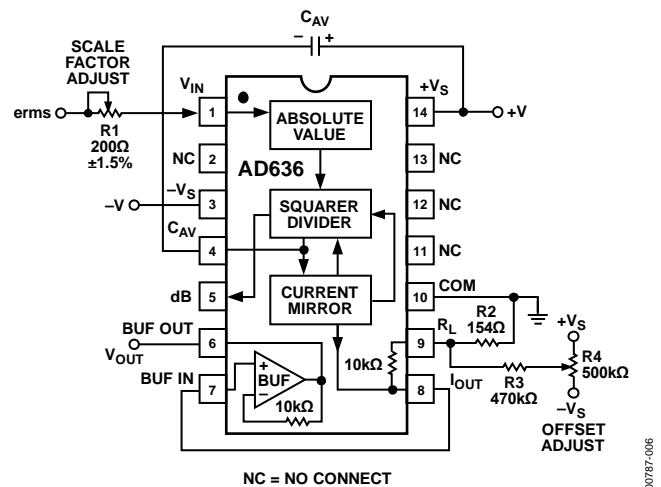 CAV
– +
SCALE
FACTOR
ADJUST
erms
R1
200Ω
±1.5%
VIN
1
NC
2
–VS
–V
3
CAV
4
dB
5
BUF OUT
VOUT
6
BUF IN
7
ABSOLUTE
VALUE
AD636
SQUARER
DIVIDER
CURRENT
MIRROR
+
BUF
–
10kΩ
10kΩ
+VS
14
+V
13
NC
12
NC
11
NC
COM
10
RL
9
IOUT
8
R2
154Ω
R3
470kΩ
+VS
R4
500kΩ
–VS
OFFSET
ADJUST
NC = NO CONNECT
00787-006